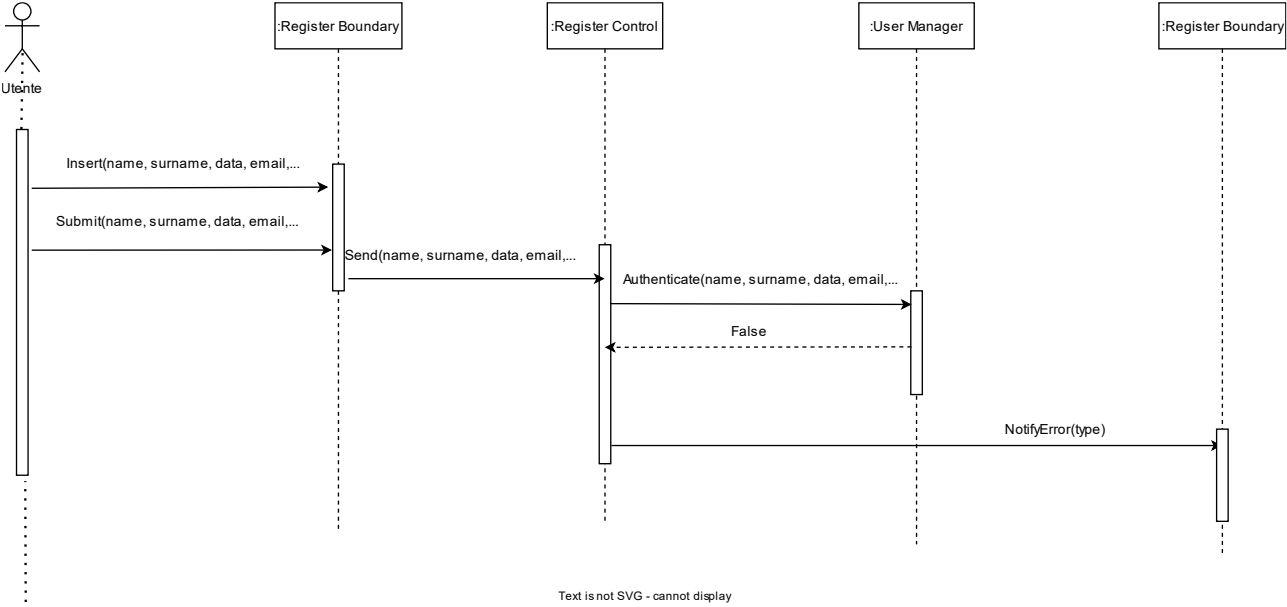 :Register Boundary
:Register Control
:User Manager
:Register Boundary
Utente
Insert(name, surname, data, email,...
Submit(name, surname, data, email,...
Send(name, surname, data, email,...
Authenticate(name, surname, data, email,...
False
NotifyError(type)
Text is not SVG - cannot display